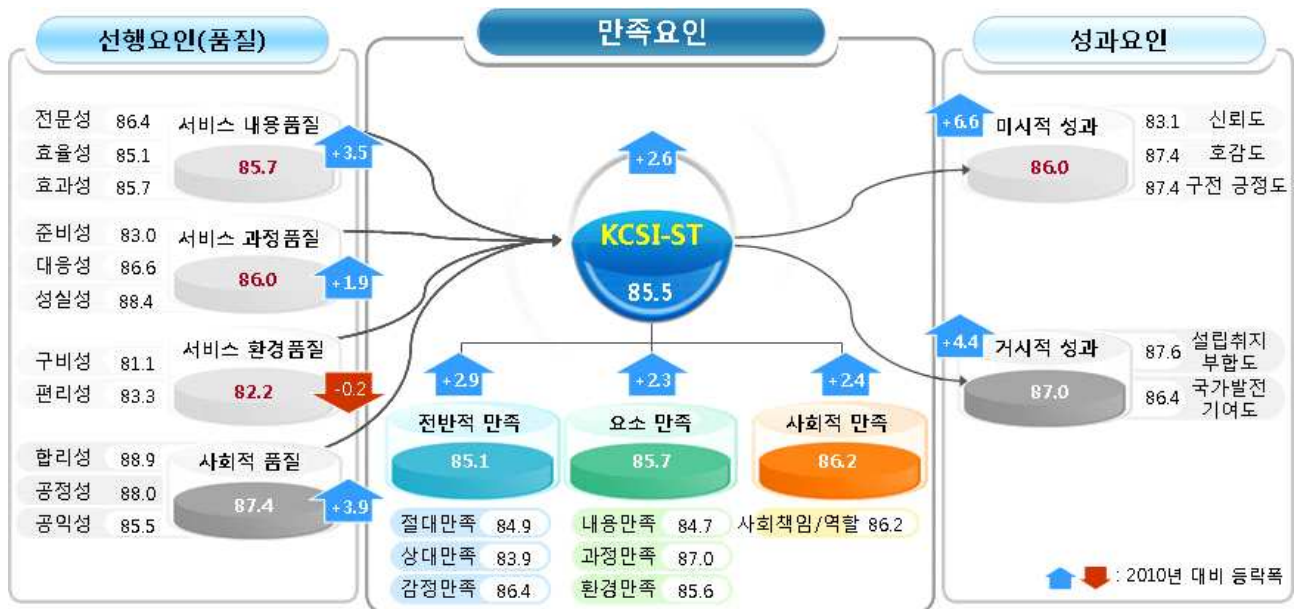 선행요인(품질)
전문성 86.4
효율성 85.1
효과성 85.7
서비스 내용품질
85.7
+3.5
준비성 83.0
대응성 86.6
성실성 88.4
서비스 과정품질
86.0
+1.9
구비성 81.1
편리성 83.3
서비스 환경품질
82.2
-0.2
합리성 88.9
공정성 88.0
공익성 85.5
사회적 품질
87.4
+3.9
만족요인
+2.6
KCSI-ST
85.5
+2.9
전반적 만족
85.1
절대만족 84.9
상대만족 83.9
감정만족 86.4
+2.3
요소 만족
85.7
내용만족 84.7
과정만족 87.0
환경만족 85.6
+2.4
사회적 만족
86.2
사회책임/역할 86.2
성과요인
+6.6
미시적 성과
86.0
83.1 신뢰도
87.4 호감도
87.4 구전 긍정도
+4.4
거시적 성과
87.0
87.6 설립취지
부합도
86.4 국가발전
기여도
: 2010년 대비 등락폭